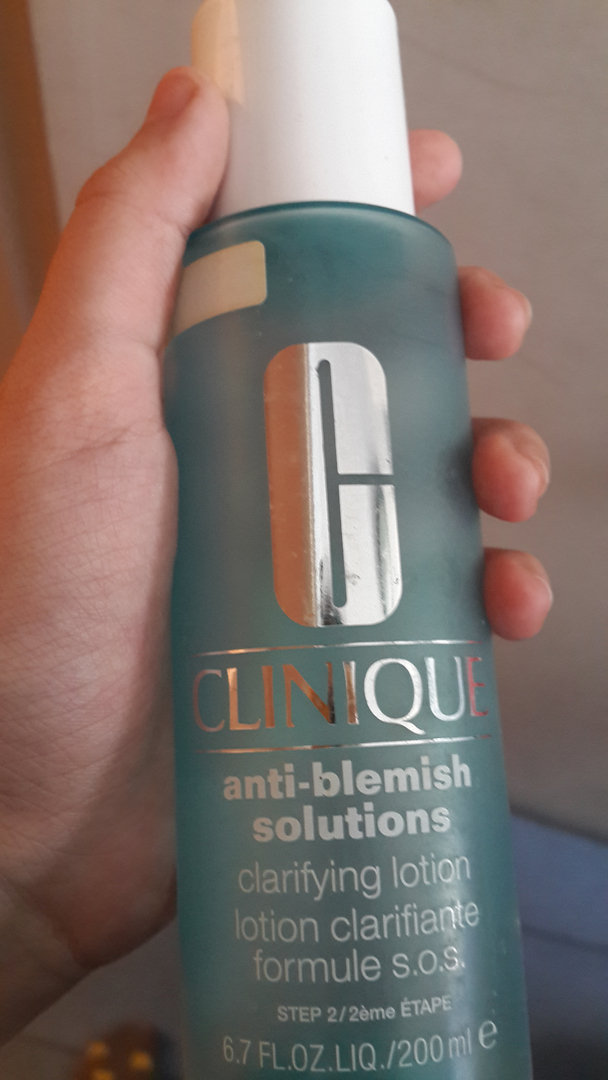 CLINIQUE
anti-blemish
solutions
clarifying lotion
lotion clarifiante
formule s.o.s.
STEP 2/2ème ÉTAPE
6.7 FL.OZ.LIQ./200 ml e